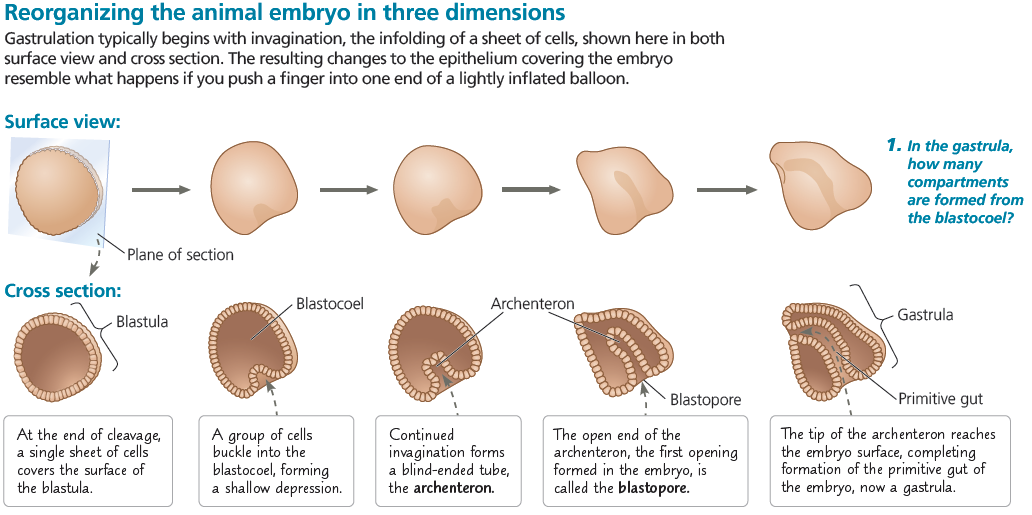 Reorganizing the animal embryo in three dimensions
Gastrulation typically begins with invagination, the infolding of a sheet of cells, shown here in both
surface view and cross section. The resulting changes to the epithelium covering the embryo
resemble what happens if you push a finger into one end of a lightly inflated balloon.
Surface view:
1. In the gastrula,
how many
compartments
are formed from
the blastocoel?
Plane of section
Cross section:
Blastula
Blastocoel
Archenteron
Blastopore
Gastrula
Primitive gut
At the end of cleavage,
a single sheet of cells
covers the surface of
the blastula.
A group of cells
buckle into the
blastocoel, forming
a shallow depression.
Continued
invagination forms
a blind-ended tube,
the archenteron.
The open end of the
archenteron, the first opening
formed in the embryo, is
called the blastopore.
The tip of the archenteron reaches
the embryo surface, completing
formation of the primitive gut of
the embryo, now a gastrula.